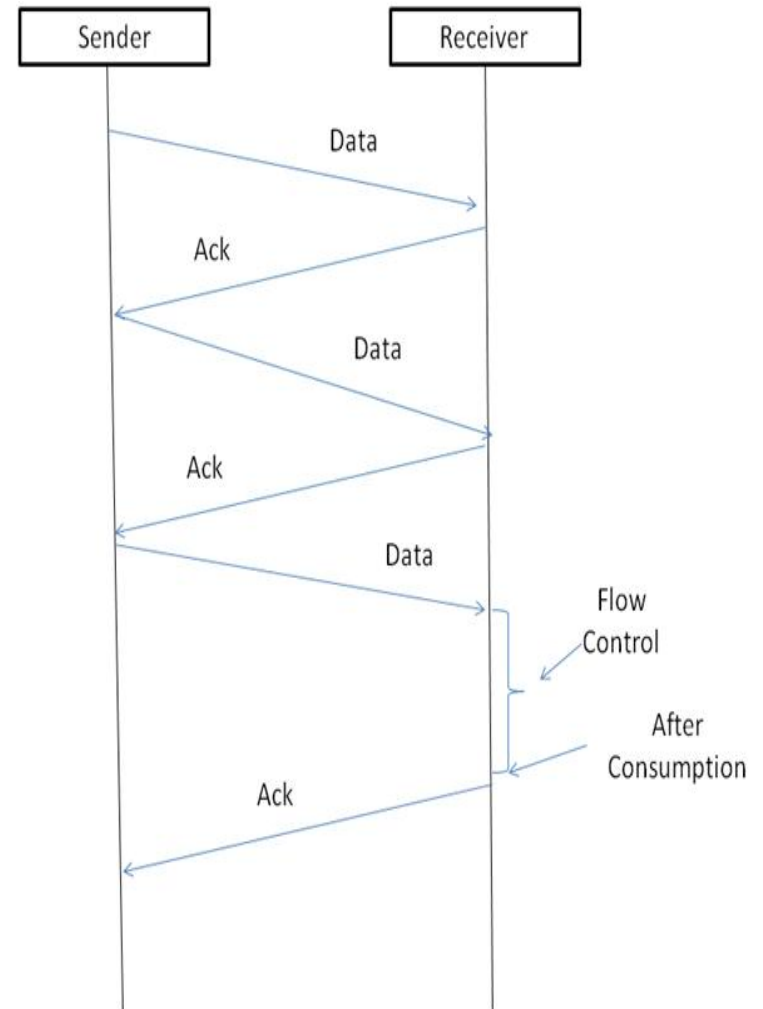 Sender
Receiver
Data
Ack
Data
Ack
Data
Flow
Control
After
Consumption
Ack